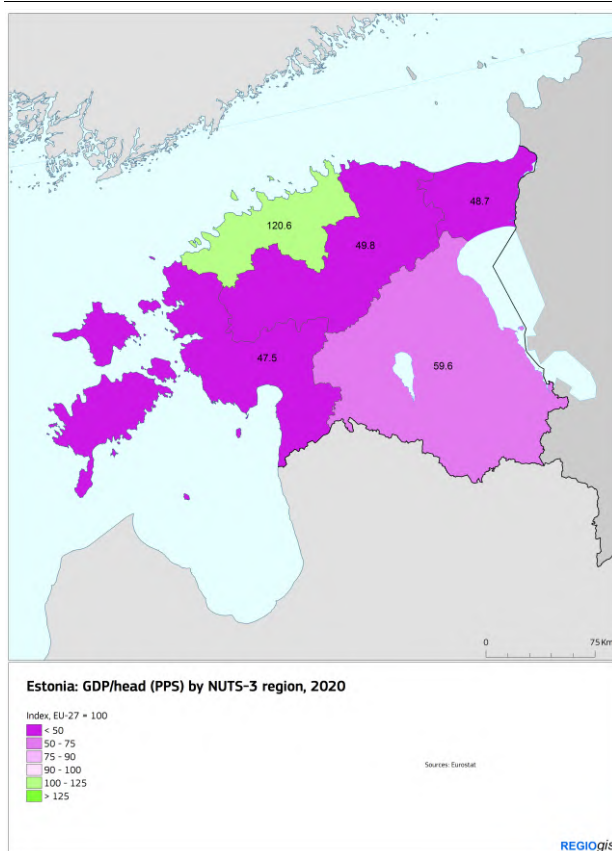 120.6
48.7
49.8
47.5
59.6
0 75 Km
Estonia: GDP/head (PPS) by NUTS-3 region, 2020
Index, EU-27 = 100
< 50
50 - 75
75 - 90
90 - 100
100 - 125
> 125
Sources: Eurostat
REGIOgis